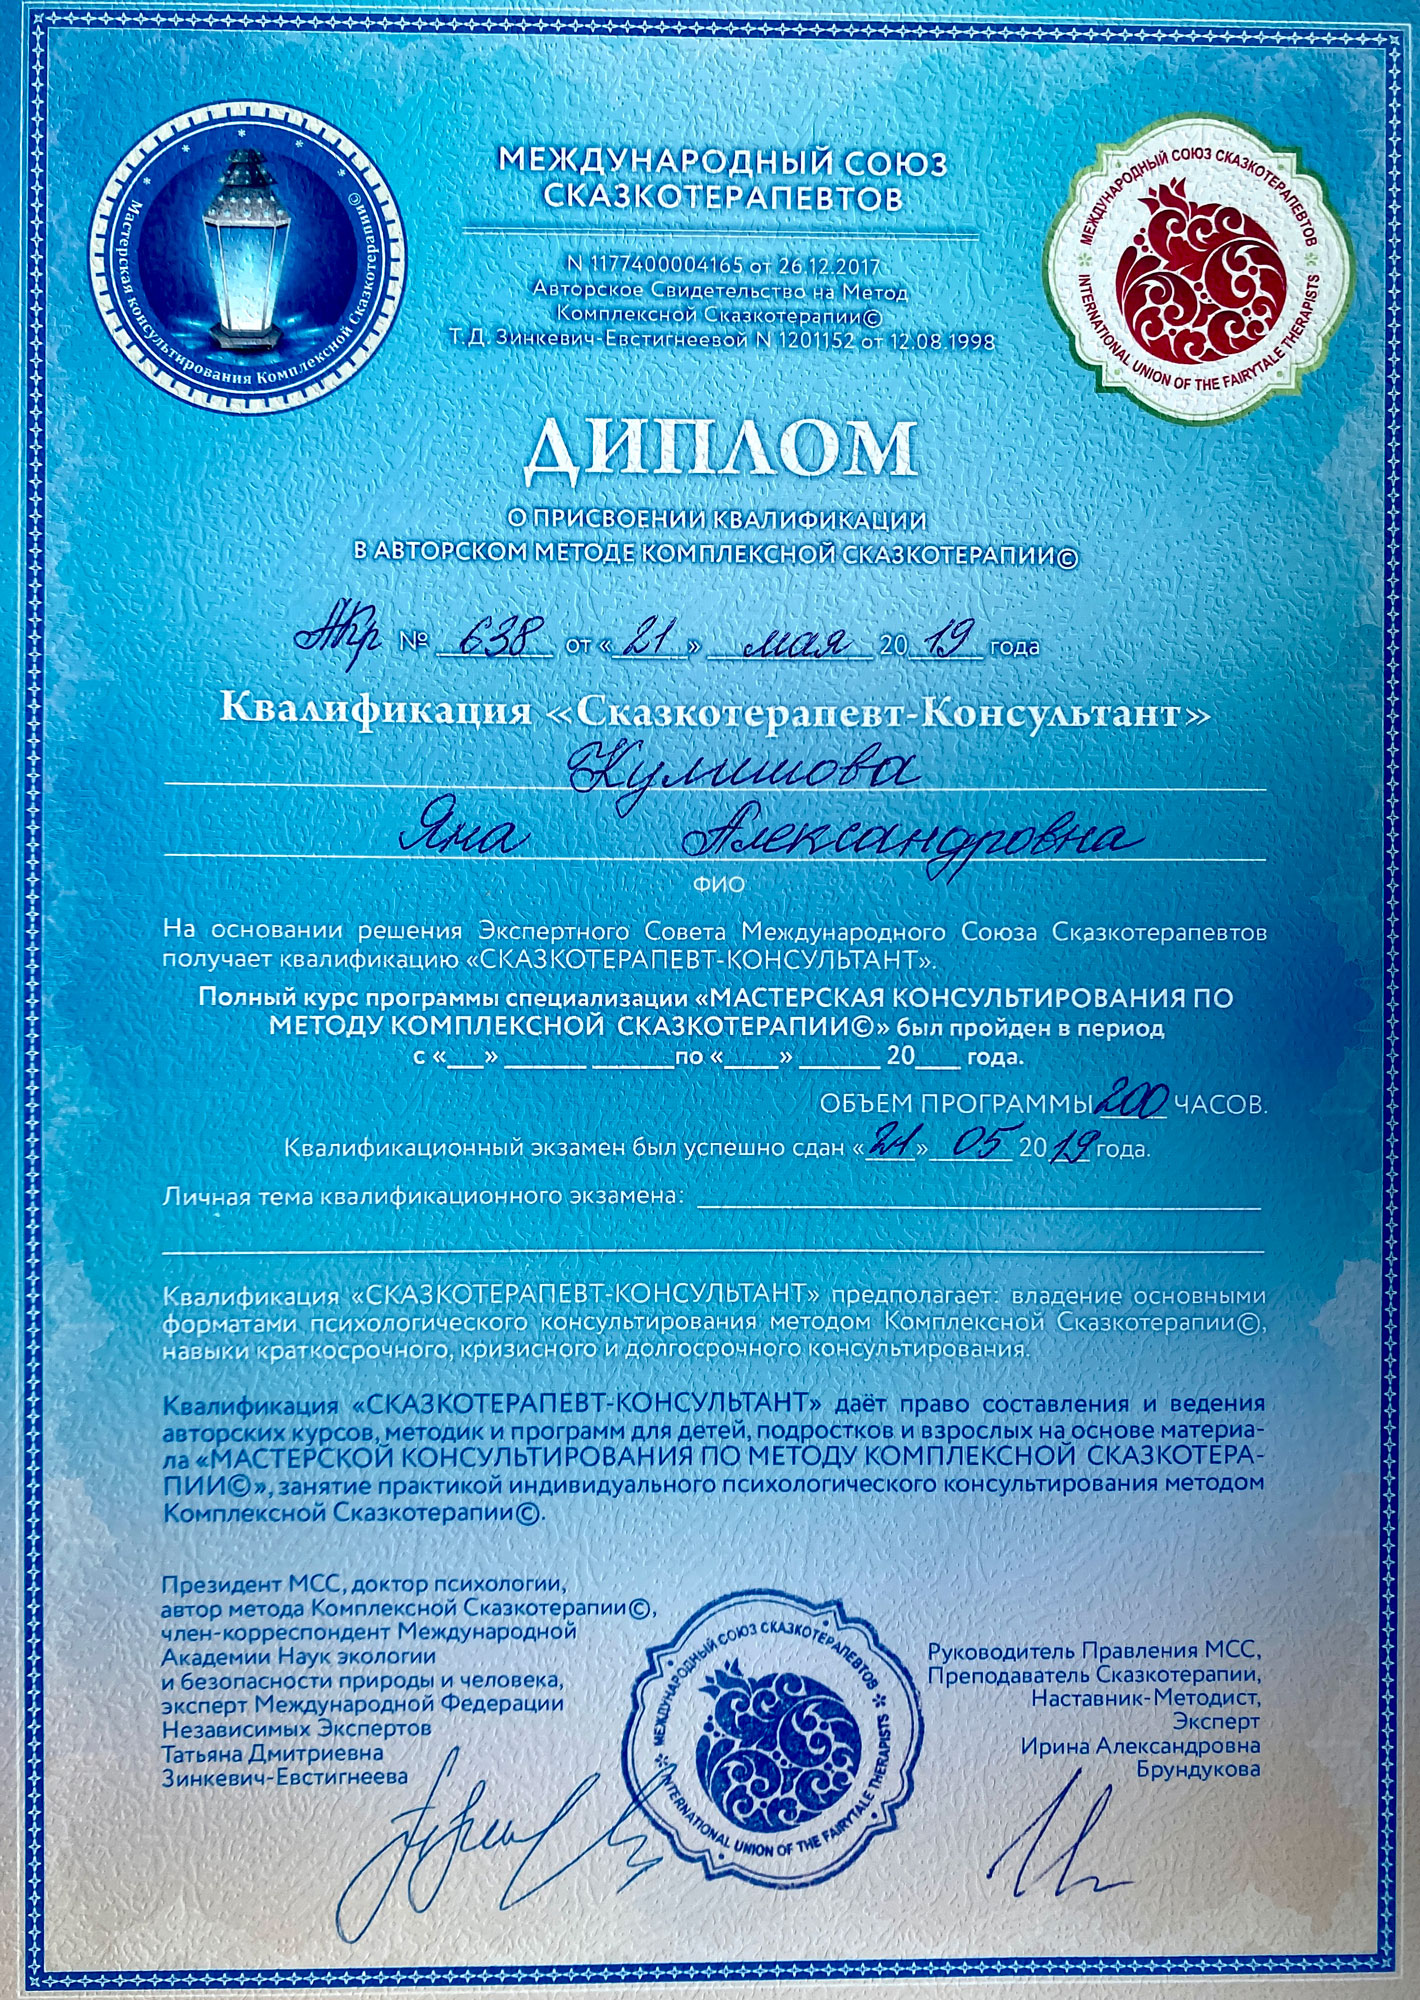 Мастерская консультирования Комплексной Сказкотерапии©
МЕЖДУНАРОДНЫЙ СОЮЗ
СКАЗКОТЕРАПЕВТОВ
МЕЖДУНАРОДНЫЙ СОЮЗ СКАЗКОТЕРАПЕВТОВ
INTERNATIONAL UNION OF THE FAIRYTALE THERAPISTS
N 1177400004165 от 26.12.2017
Авторское Свидетельство на Метод
Комплексной Сказкотерапии©
Т.Д. Зинкевич-Евстигнеевой N 1201152 от 12.08.1998
ДИПЛОМ
О ПРИСВОЕНИИ КВАЛИФИКАЦИИ
В АВТОРСКОМ МЕТОДЕ КОМПЛЕКСНОЙ СКАЗКОТЕРАПИИ©
№ 638 от «21» мая 2019 года
Квалификация «Сказкотерапевт-Консультант»
Кулишова
Яна Александровна
ФИО
На основании решения Экспертного Совета Международного Союза Сказкотерапевтов
получает квалификацию «СКАЗКОТЕРАПЕВТ-КОНСУЛЬТАНТ».
Полный курс программы специализации «МАСТЕРСКАЯ КОНСУЛЬТИРОВАНИЯ ПО
МЕТОДУ КОМПЛЕКСНОЙ СКАЗКОТЕРАПИИ©» был пройден в период
с «___» ______ ______по «____» ______ 20___ года.
ОБЪЕМ ПРОГРАММЫ 200 ЧАСОВ.
Квалификационный экзамен был успешно сдан «21» 05 2019 года.
Личная тема квалификационного экзамена:
Квалификация «СКАЗКОТЕРАПЕВТ-КОНСУЛЬТАНТ» предполагает: владение основными
форматами психологического консультирования методом Комплексной Сказкотерапии©,
навыки краткосрочного, кризисного и долгосрочного консультирования.
Квалификация «СКАЗКОТЕРАПЕВТ-КОНСУЛЬТАНТ» даёт право составления и ведения
авторских курсов, методик и программ для детей, подростков и взрослых на основе материа-
ла «МАСТЕРСКОЙ КОНСУЛЬТИРОВАНИЯ ПО МЕТОДУ КОМПЛЕКСНОЙ СКАЗКОТЕРА-
ПИИ©», занятие практикой индивидуального психологического консультирования методом
Комплексной Сказкотерапии©.
Президент МСС, доктор психологии,
автор метода Комплексной Сказкотерапии©,
член-корреспондент Международной
Академии Наук экологии
и безопасности природы и человека,
эксперт Международной Федерации
Независимых Экспертов
Татьяна Дмитриевна
Зинкевич-Евстигнеева
МЕЖДУНАРОДНЫЙ СОЮЗ СКАЗКОТЕРАПЕВТОВ
INTERNATIONAL UNION OF THE FAIRYTALE THERAPISTS
Руководитель Правления МСС,
Преподаватель Сказкотерапии,
Наставник-Методист,
Эксперт
Ирина Александровна
Брундукова